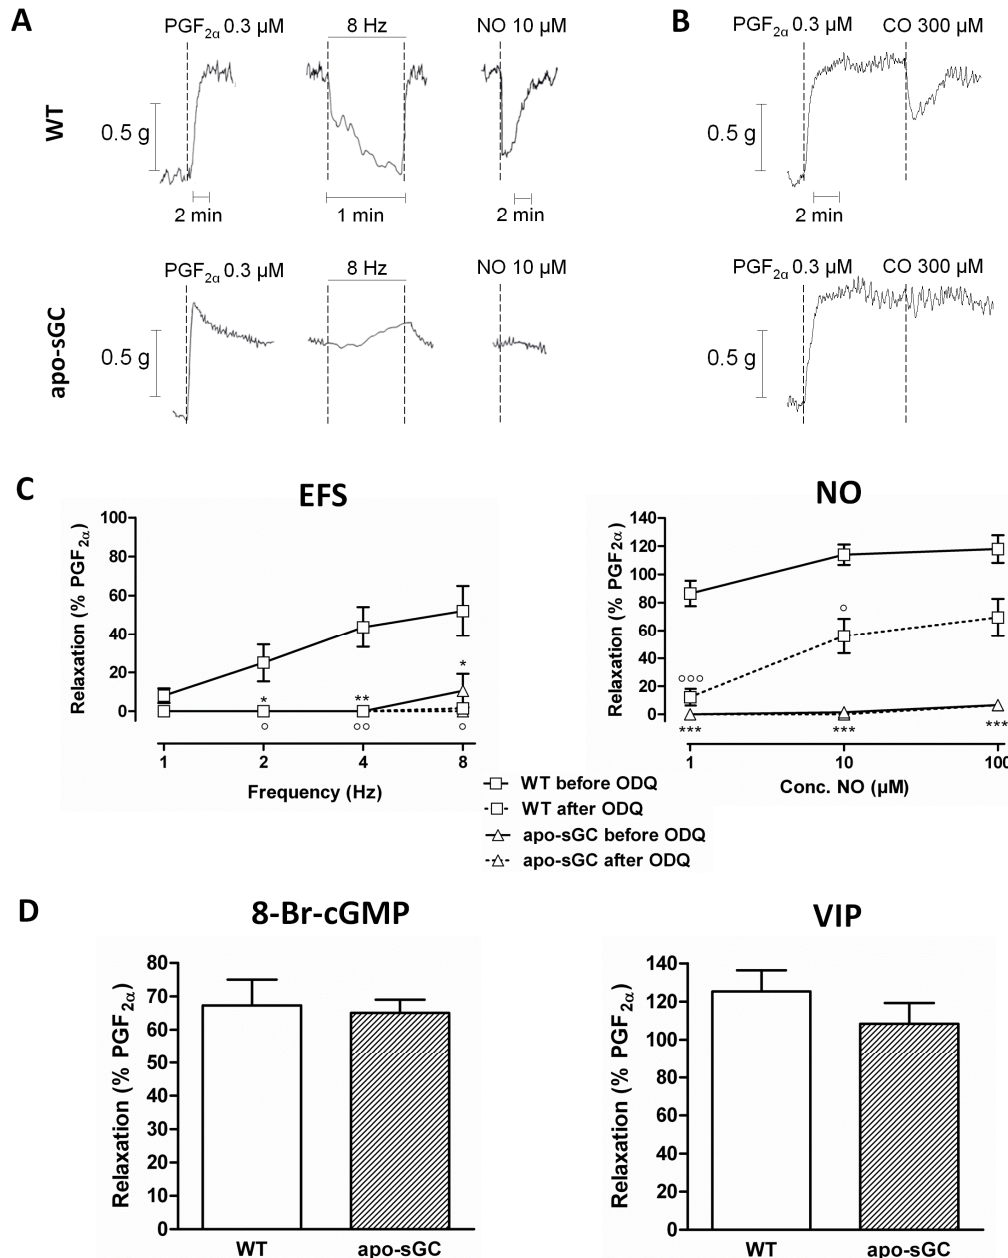 A
PGF2α 0.3 µM
8 Hz
NO 10 µM
WT
0.5 g
2 min
1 min
2 min
B
PGF2α 0.3 µM
CO 300 µM
0.5 g
2 min
PGF2α 0.3 µM
8 Hz
NO 10 µM
apo-sGC
0.5 g
PGF2α 0.3 µM
CO 300 µM
0.5 g
C
EFS
Relaxation (% PGF2α)
100
80
60
40
20
0
*
**
*
○
○○
○
1
2
4
8
Frequency (Hz)
NO
Relaxation (% PGF2α)
140
120
100
80
60
40
20
0
○○○
○
***
***
***
1
10
100
Conc. NO (µM)
WT before ODQ
WT after ODQ
apo-sGC before ODQ
apo-sGC after ODQ
D
8-Br-cGMP
Relaxation (% PGF2α)
80
70
60
50
40
30
20
10
0
WT
apo-sGC
VIP
Relaxation (% PGF2α)
140
120
100
80
60
40
20
0
WT
apo-sGC